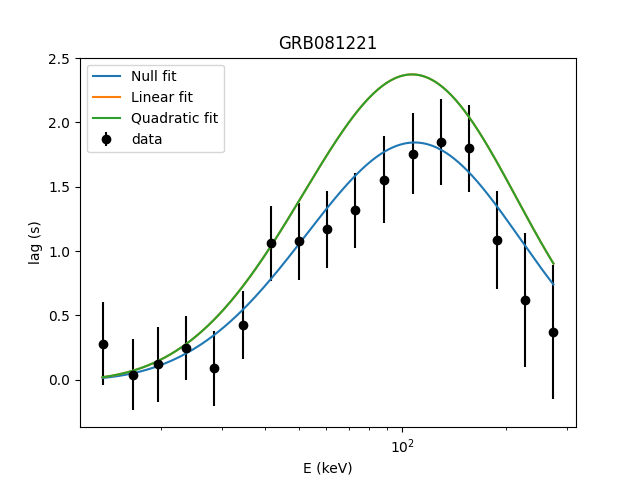 GRB081221
2.5
2.0
1.5
1.0
0.5
0.0
lag (s)
Null fit
Linear fit
Quadratic fit
data
10²
E (keV)